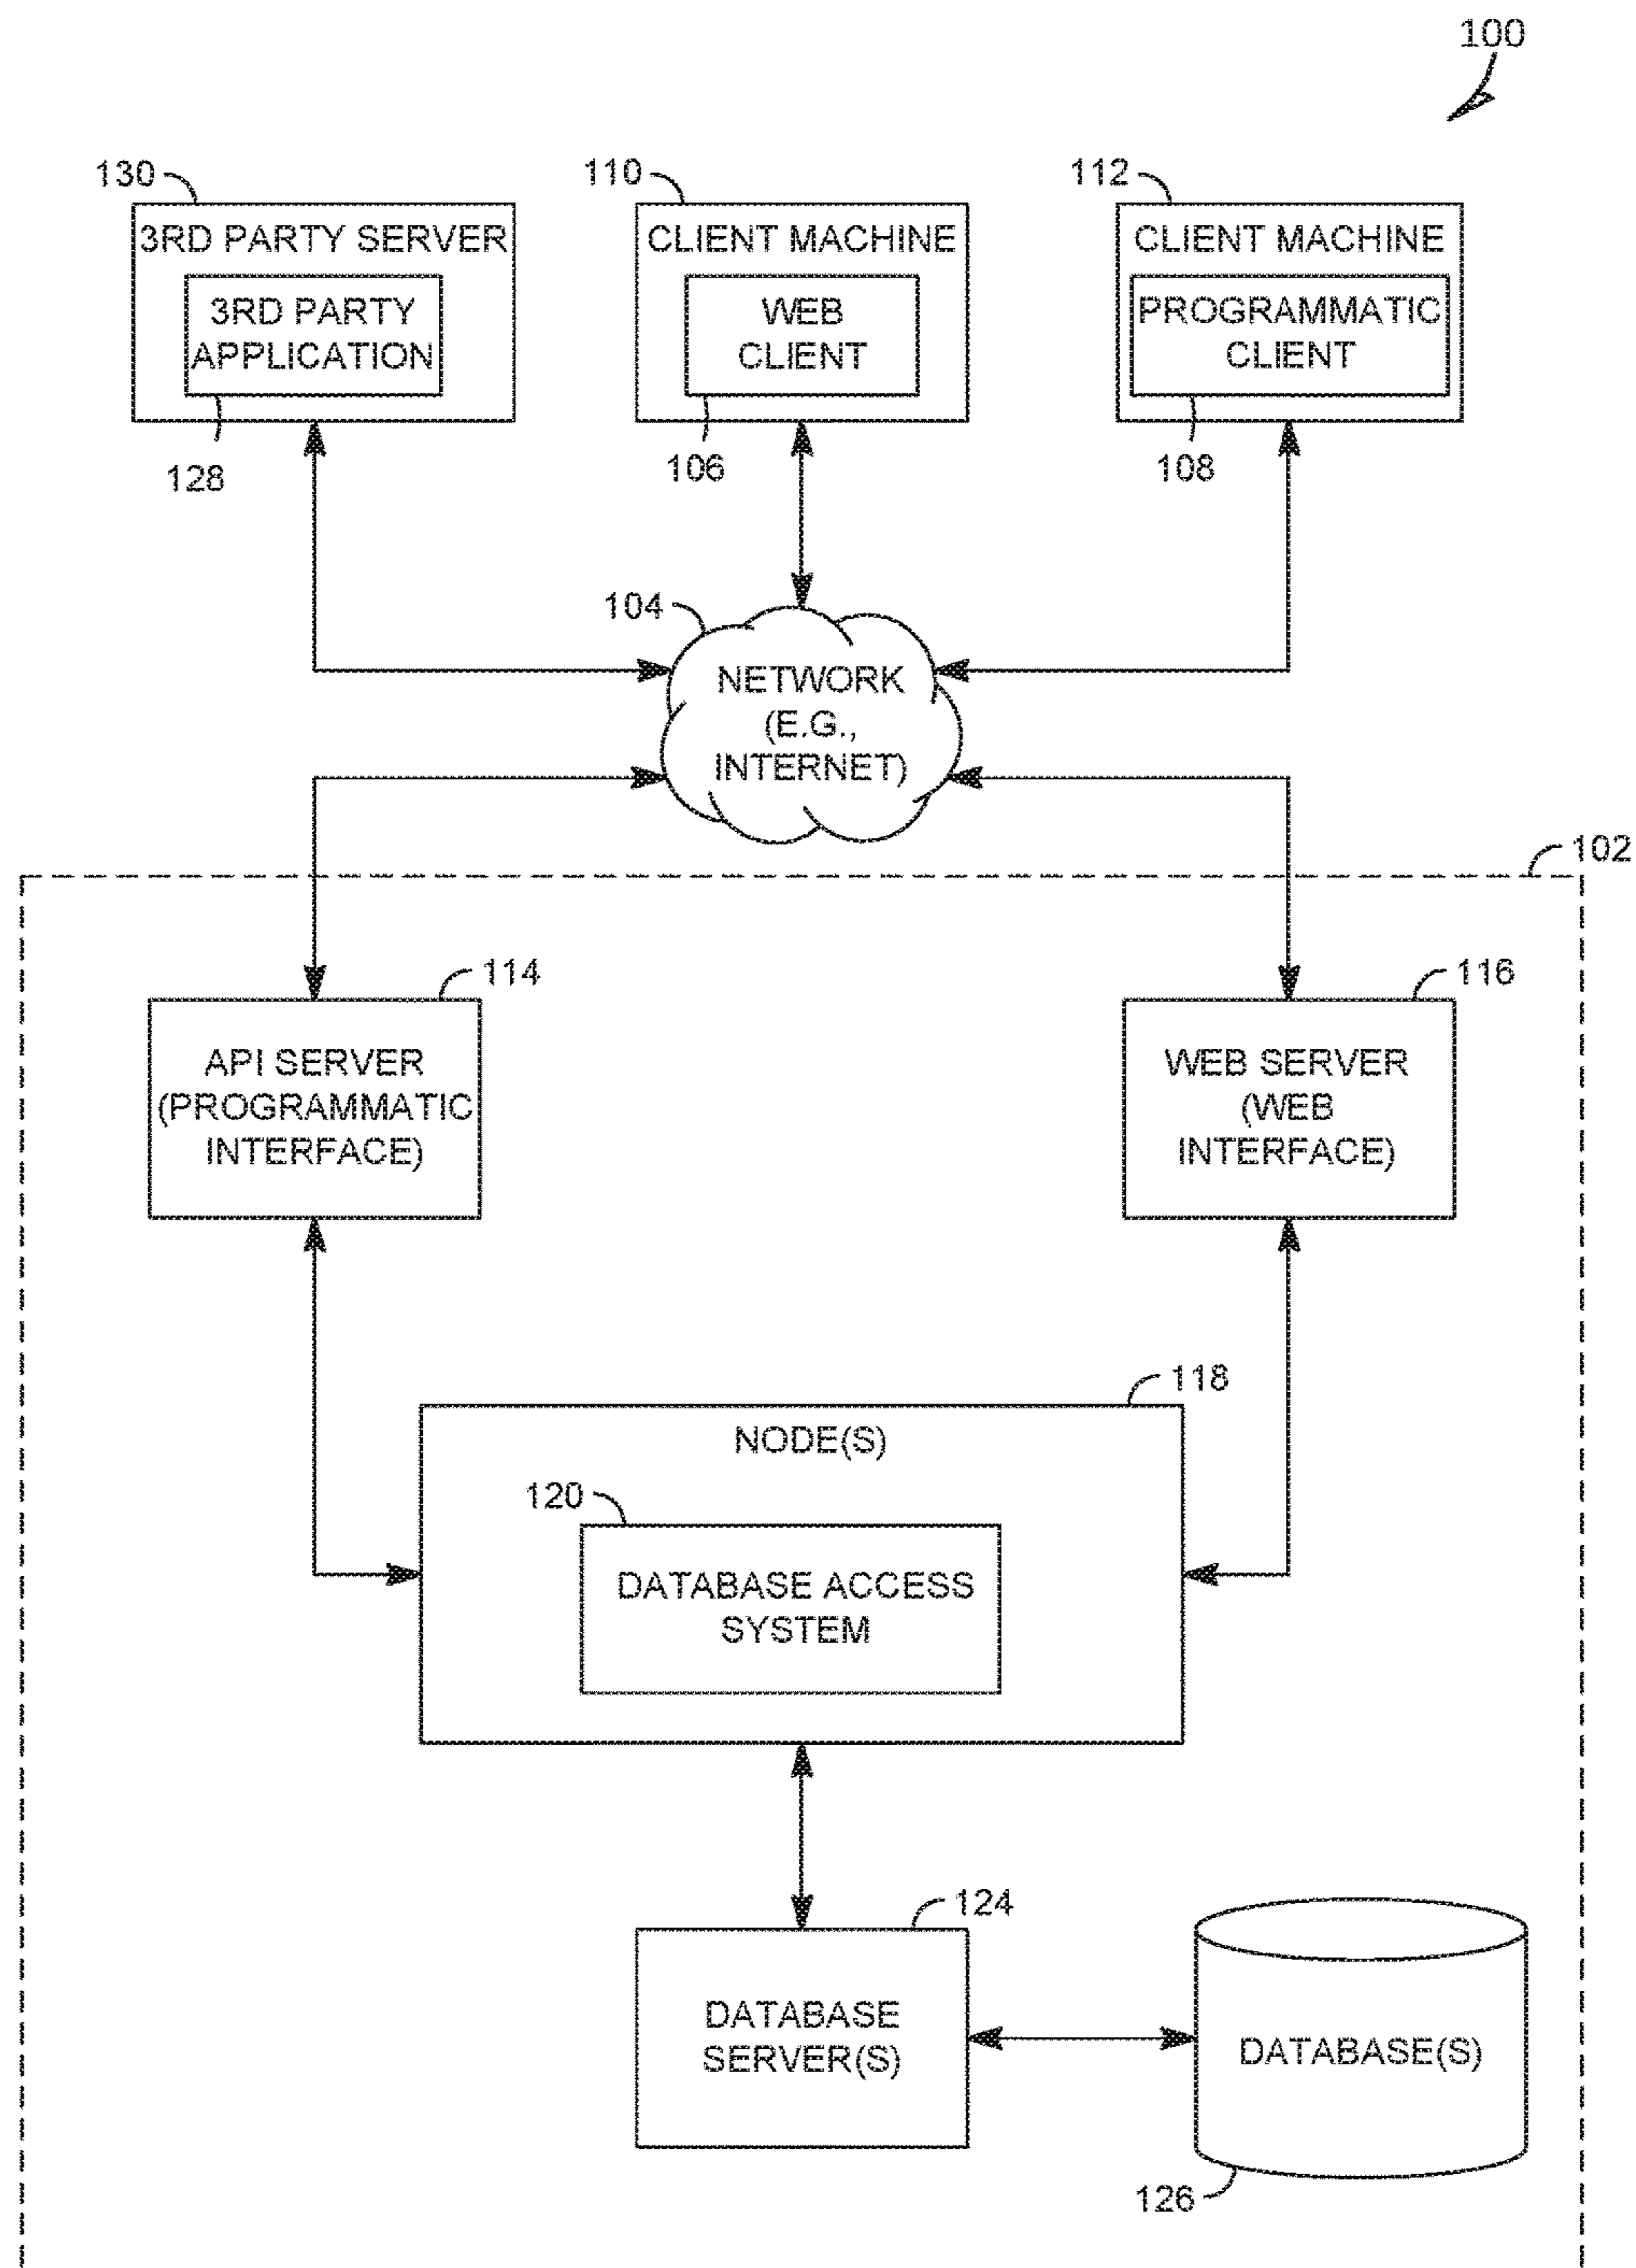 100
130
110
112
3RD PARTY SERVER
CLIENT MACHINE
CLIENT MACHINE
3RD PARTY
APPLICATION
WEB
CLIENT
PROGRAMMATIC
CLIENT
128
106
108
104
NETWORK
(E.G.,
INTERNET)
102
114
116
API SERVER
(PROGRAMMATIC
INTERFACE)
WEB SERVER
(WEB
INTERFACE)
118
NODE(S)
120
DATABASE ACCESS
SYSTEM
124
DATABASE
SERVER(S)
DATABASE(S)
126